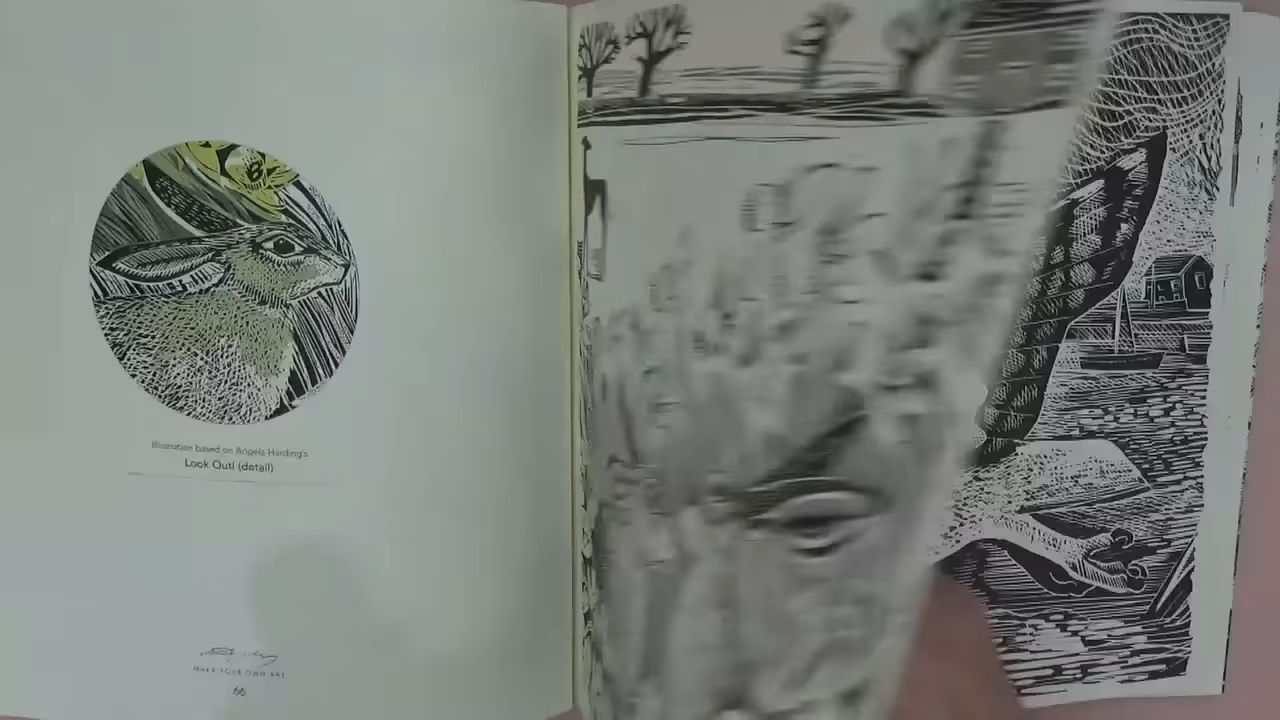 Illustration based on Angela Harding's
Look Out! (detail)
MAKE YOUR OWN ART
66